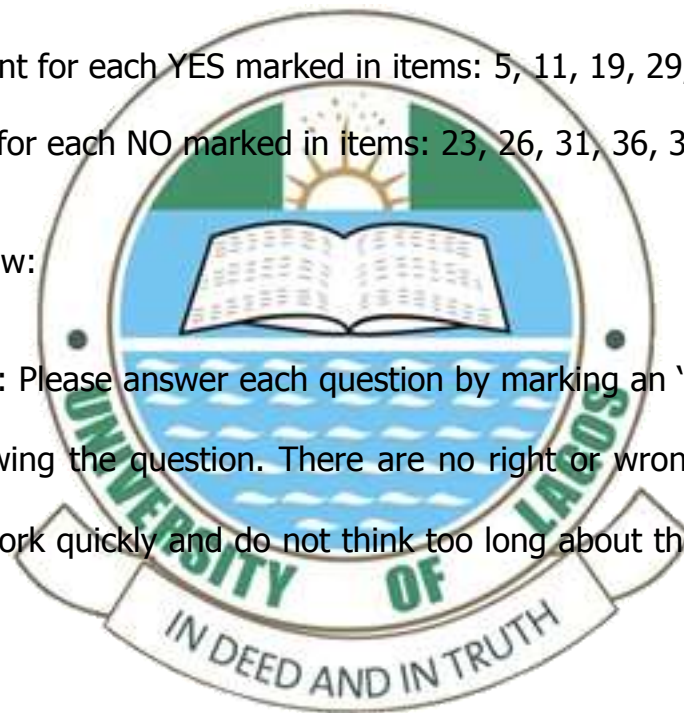 nt for each YES marked in items: 5, 11, 19, 29,
for each NO marked in items: 23, 26, 31, 36, 3
w:
: Please answer each question by marking an ‘
wing the question. There are no right or wron
ork quickly and do not think too long about th
UNIVERSITY OF LAGOS
IN DEED AND IN TRUTH